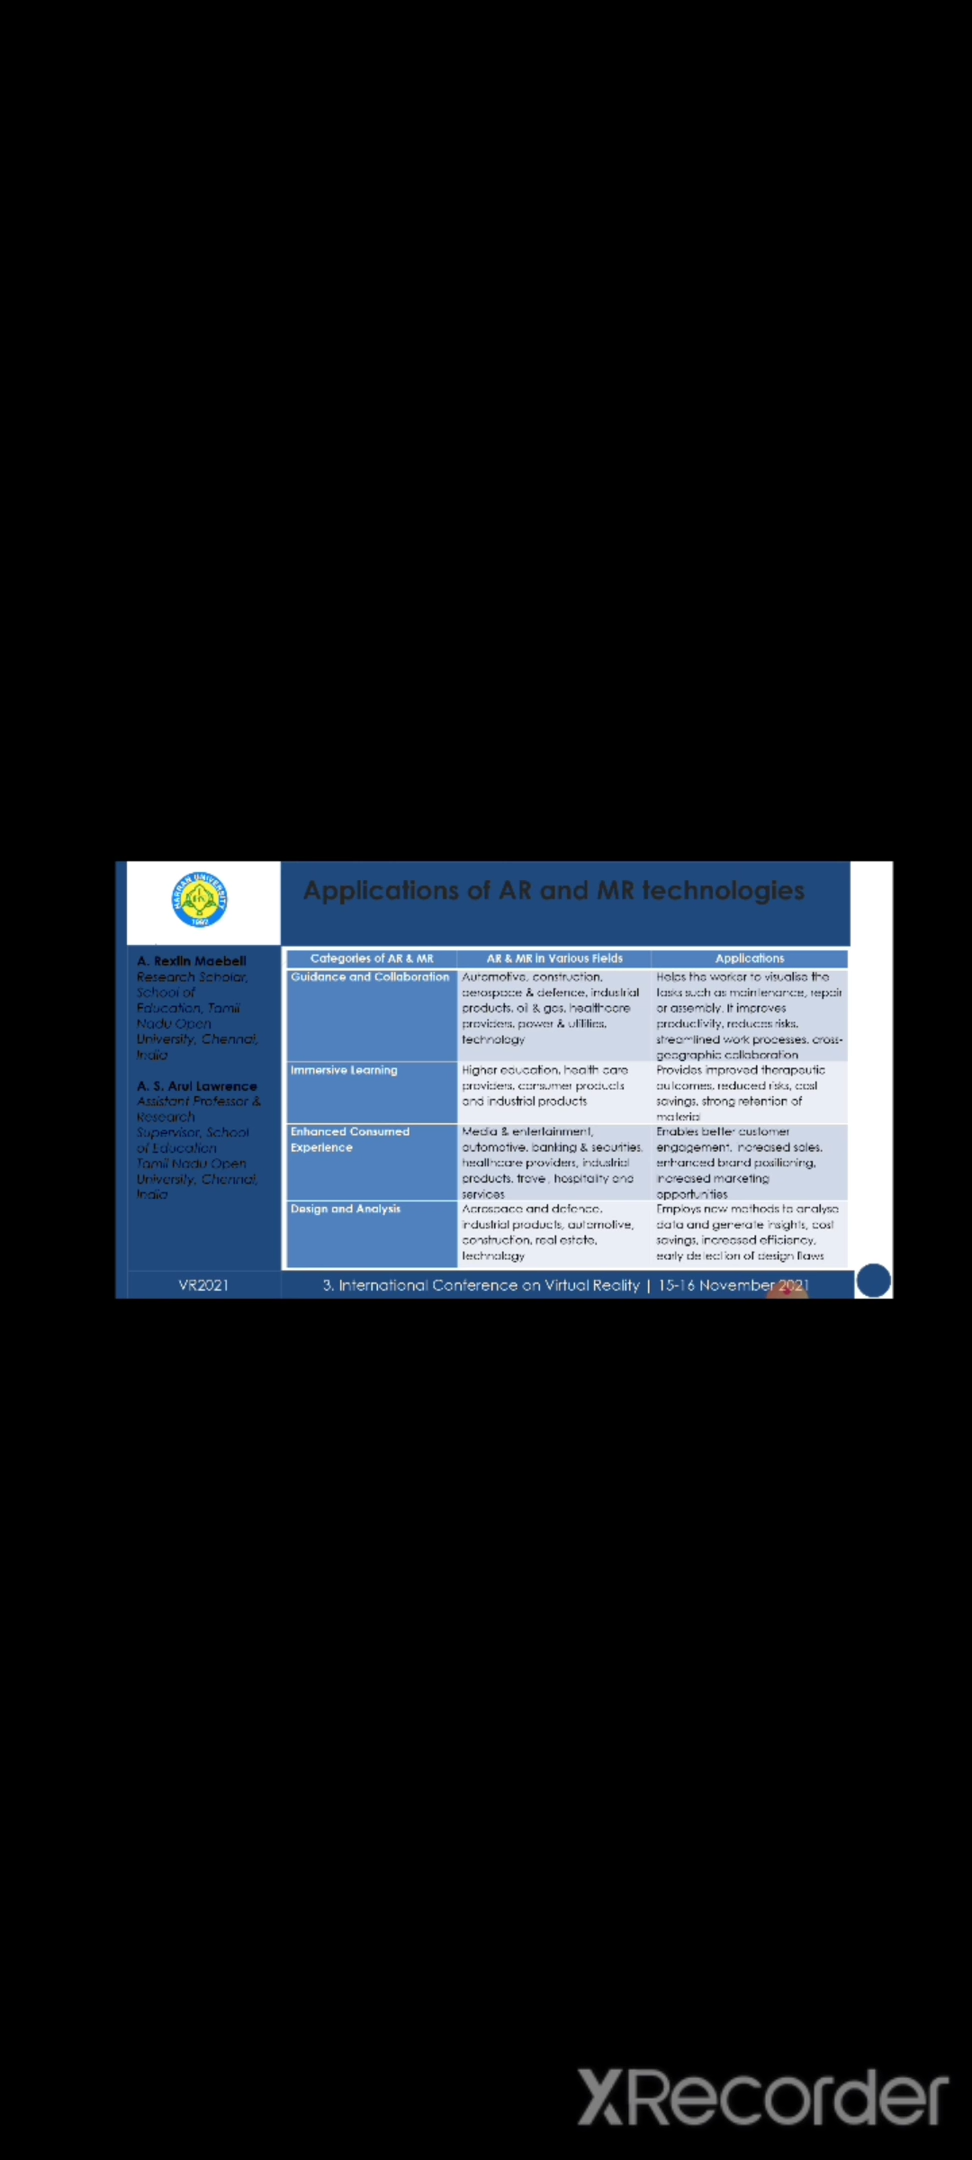 HARRAN UNIVERSITY
1992
Applications of AR and MR technologies
A. Rexlin Maebell
Research Scholar,
School of
Education, Tamil
Nadu Open
University, Chennai,
India
A. S. Arul Lawrence
Assistant Professor &
Research
Supervisor, School
of Education
Tamil Nadu Open
University, Chennai,
India
Categories of AR & MR
AR & MR in Various Fields
Applications
Guidance and Collaboration
Automotive, construction,
aerospace & defence, industrial
products, oil & gas, healthcare
providers, power & utilities,
technology
Helps the worker to visualise the
tasks such as maintenance, repair
or assembly. It improves
productivity, reduces risks,
streamlined work processes, cross-
geographic collaboration
Immersive Learning
Higher education, health care
providers, consumer products
and industrial products
Provides improved therapeutic
outcomes, reduced risks, cost
savings, strong retention of
material
Enhanced Consumed
Experience
Media & entertainment,
automotive, banking & securities,
healthcare providers, industrial
products, travel, hospitality and
services
Enables better customer
engagement, increased sales,
enhanced brand positioning,
increased marketing
opportunities
Design and Analysis
Aerospace and defence,
industrial products, automotive,
construction, real estate,
technology
Employs new methods to analyse
data and generate insights, cost
savings, increased efficiency,
early detection of design flaws
VR2021
3. International Conference on Virtual Reality | 15-16 November 2021
XRecorder